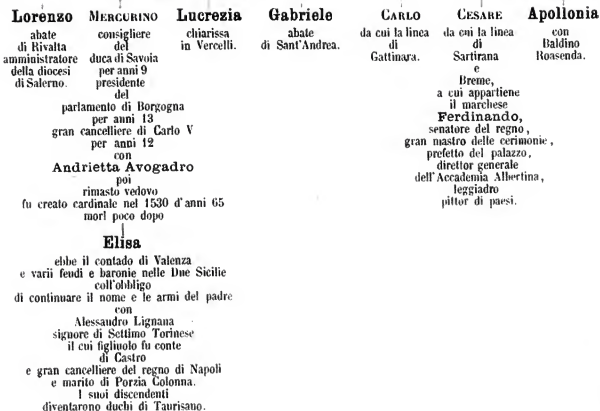 Lorenzo
abate
di Rivalta
amministratore
della diocesi
di Salerno.
MERCURINO
consigliere
del
duca di Savoia
per anni 9
presidente
del
parlamento di Borgogna
per anni 13
gran cancelliere di Carlo V
per anni 12
con
Andrietta Avogadro
poi
rimasto vedovo
fu creato cardinale nel 1530 d'anni 65
morì poco dopo
Elisa
ebbe il contado di Valenza
e varii feudi e baronie nelle Due Sicilie
coll'obbligo
di continuare il nome e le armi del padre
con
Alessandro Lignana
signore di Settimo Torinese
il cui figliuolo fu conte
di Castro
e gran cancelliere del regno di Napoli
e marito di Porzia Colonna.
I suoi discendenti
diventarono duchi di Taurisano.
Lucrezia
chiarissa
in Vercelli.
Gabriele
abate
di Sant'Andrea.
CARLO
da cui la linea
di
Gattinara.
CESARE
da cui la linea
di
Sartirana
e
Breme,
a cui appartiene
il marchese
Ferdinando,
senatore del regno,
gran mastro delle cerimonie,
prefetto del palazzo,
direttor generale
dell'Accademia Albertina,
leggiadro
pittor di paesi.
Apollonia
con
Baldino
Roasenda.